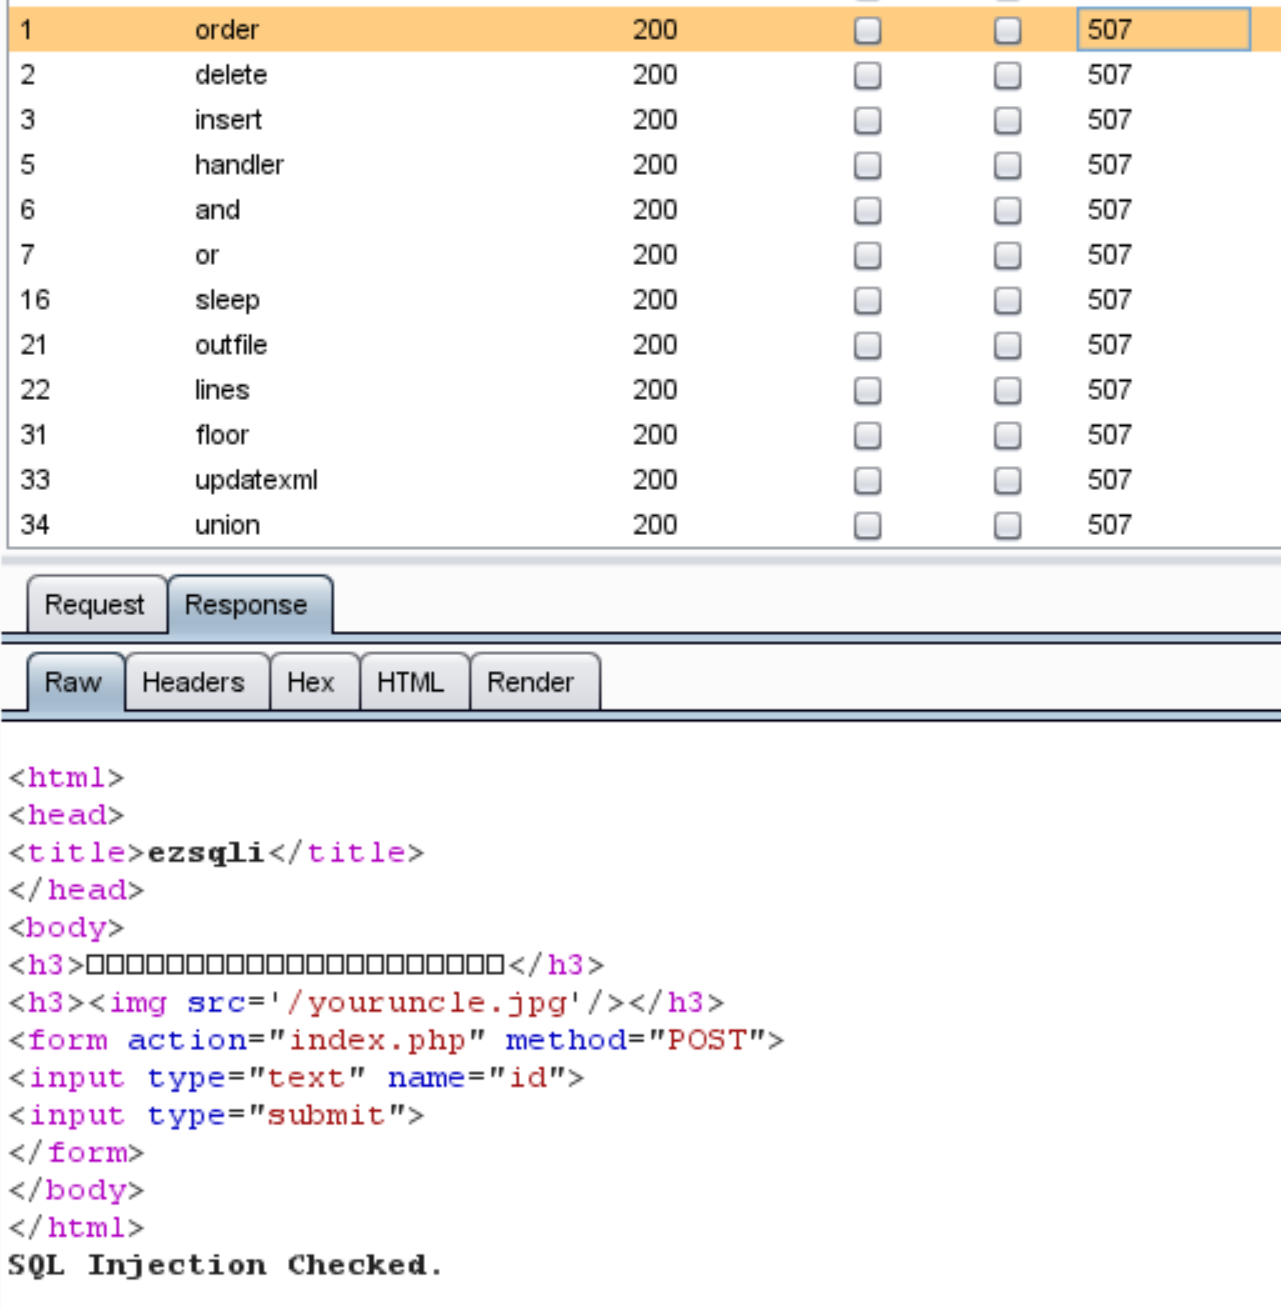 1 order 200 507
2 delete 200 507
3 insert 200 507
5 handler 200 507
6 and 200 507
7 or 200 507
16 sleep 200 507
21 outfile 200 507
22 lines 200 507
31 floor 200 507
33 updatexml 200 507
34 union 200 507
Request Response
Raw Headers Hex HTML Render
<html>
<head>
<title>ezsqli</title>
</head>
<body>
<h3>□□□□□□□□□□□□□□□□□□□□□</h3>
<h3><img src='/youruncle.jpg'/></h3>
<form action="index.php" method="POST">
<input type="text" name="id">
<input type="submit">
</form>
</body>
</html>
SQL Injection Checked.